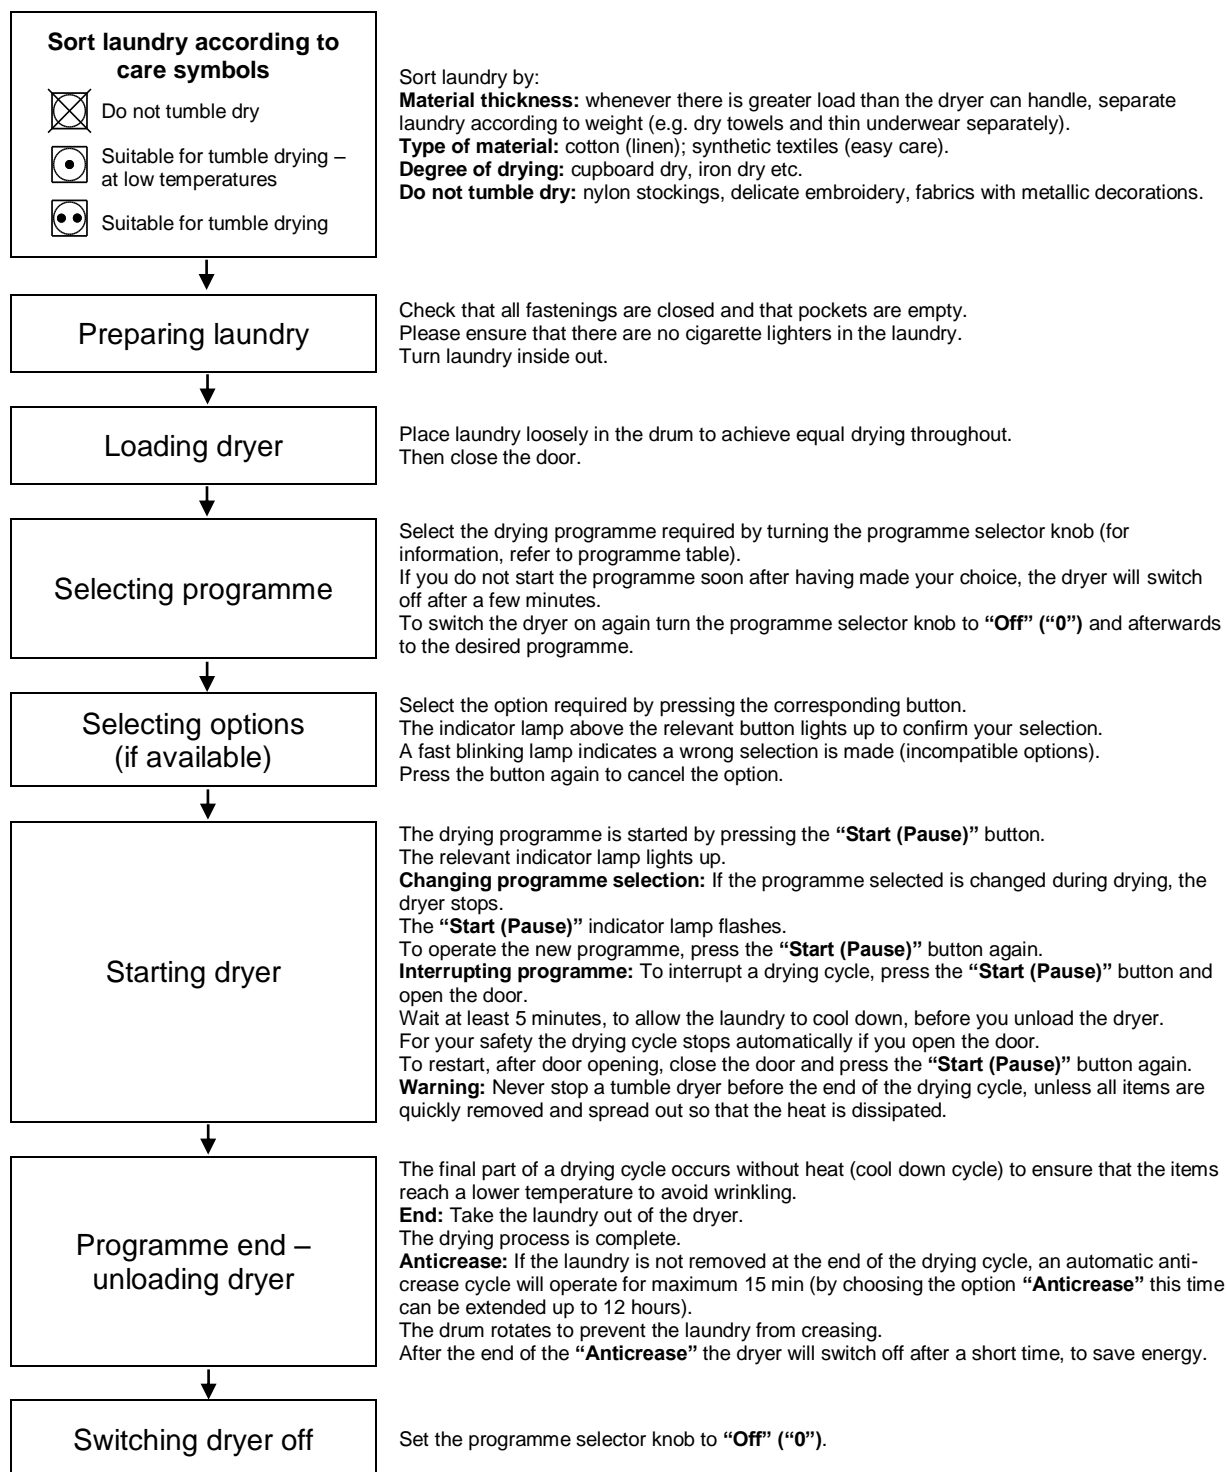 Sort laundry according to
care symbols
Do not tumble dry
Suitable for tumble drying –
at low temperatures
Suitable for tumble drying
Sort laundry by:
Material thickness: whenever there is greater load than the dryer can handle, separate
laundry according to weight (e.g. dry towels and thin underwear separately).
Type of material: cotton (linen); synthetic textiles (easy care).
Degree of drying: cupboard dry, iron dry etc.
Do not tumble dry: nylon stockings, delicate embroidery, fabrics with metallic decorations.
Preparing laundry
Check that all fastenings are closed and that pockets are empty.
Please ensure that there are no cigarette lighters in the laundry.
Turn laundry inside out.
Loading dryer
Place laundry loosely in the drum to achieve equal drying throughout.
Then close the door.
Selecting programme
Select the drying programme required by turning the programme selector knob (for
information, refer to programme table).
If you do not start the programme soon after having made your choice, the dryer will switch
off after a few minutes.
To switch the dryer on again turn the programme selector knob to “Off” (“0”) and afterwards
to the desired programme.
Selecting options
(if available)
Select the option required by pressing the corresponding button.
The indicator lamp above the relevant button lights up to confirm your selection.
A fast blinking lamp indicates a wrong selection is made (incompatible options).
Press the button again to cancel the option.
Starting dryer
The drying programme is started by pressing the “Start (Pause)” button.
The relevant indicator lamp lights up.
Changing programme selection: If the programme selected is changed during drying, the
dryer stops.
The “Start (Pause)” indicator lamp flashes.
To operate the new programme, press the “Start (Pause)” button again.
Interrupting programme: To interrupt a drying cycle, press the “Start (Pause)” button and
open the door.
Wait at least 5 minutes, to allow the laundry to cool down, before you unload the dryer.
For your safety the drying cycle stops automatically if you open the door.
To restart, after door opening, close the door and press the “Start (Pause)” button again.
Warning: Never stop a tumble dryer before the end of the drying cycle, unless all items are
quickly removed and spread out so that the heat is dissipated.
Programme end –
unloading dryer
The final part of a drying cycle occurs without heat (cool down cycle) to ensure that the items
reach a lower temperature to avoid wrinkling.
End: Take the laundry out of the dryer.
The drying process is complete.
Anticrease: If the laundry is not removed at the end of the drying cycle, an automatic anti-
crease cycle will operate for maximum 15 min (by choosing the option “Anticrease” this time
can be extended up to 12 hours).
The drum rotates to prevent the laundry from creasing.
After the end of the “Anticrease” the dryer will switch off after a short time, to save energy.
Switching dryer off
Set the programme selector knob to “Off” (“0”).